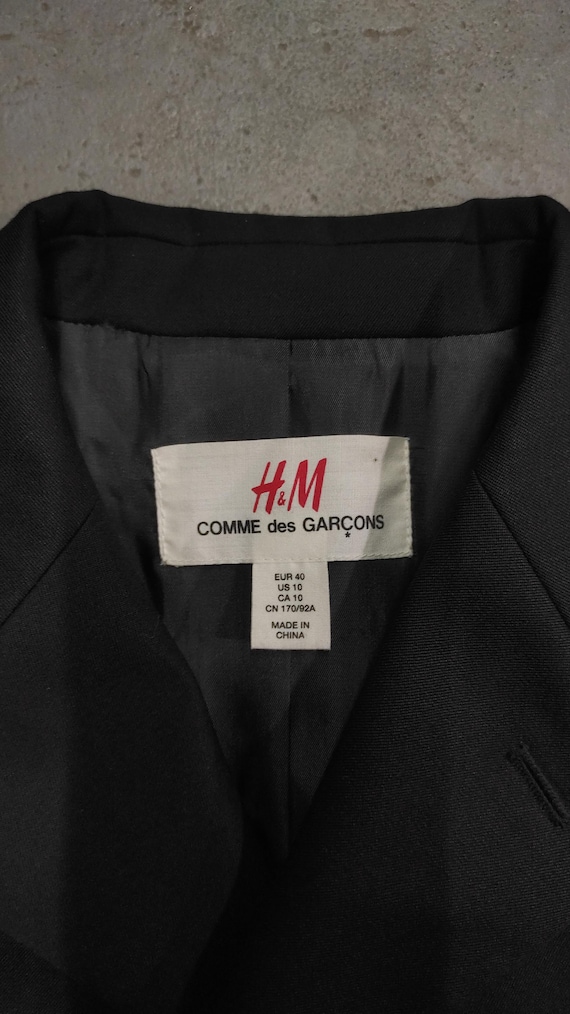 H&M
COMME des GARÇONS
EUR 40
US 10
CA 10
CN 170/92A
MADE IN
CHINA